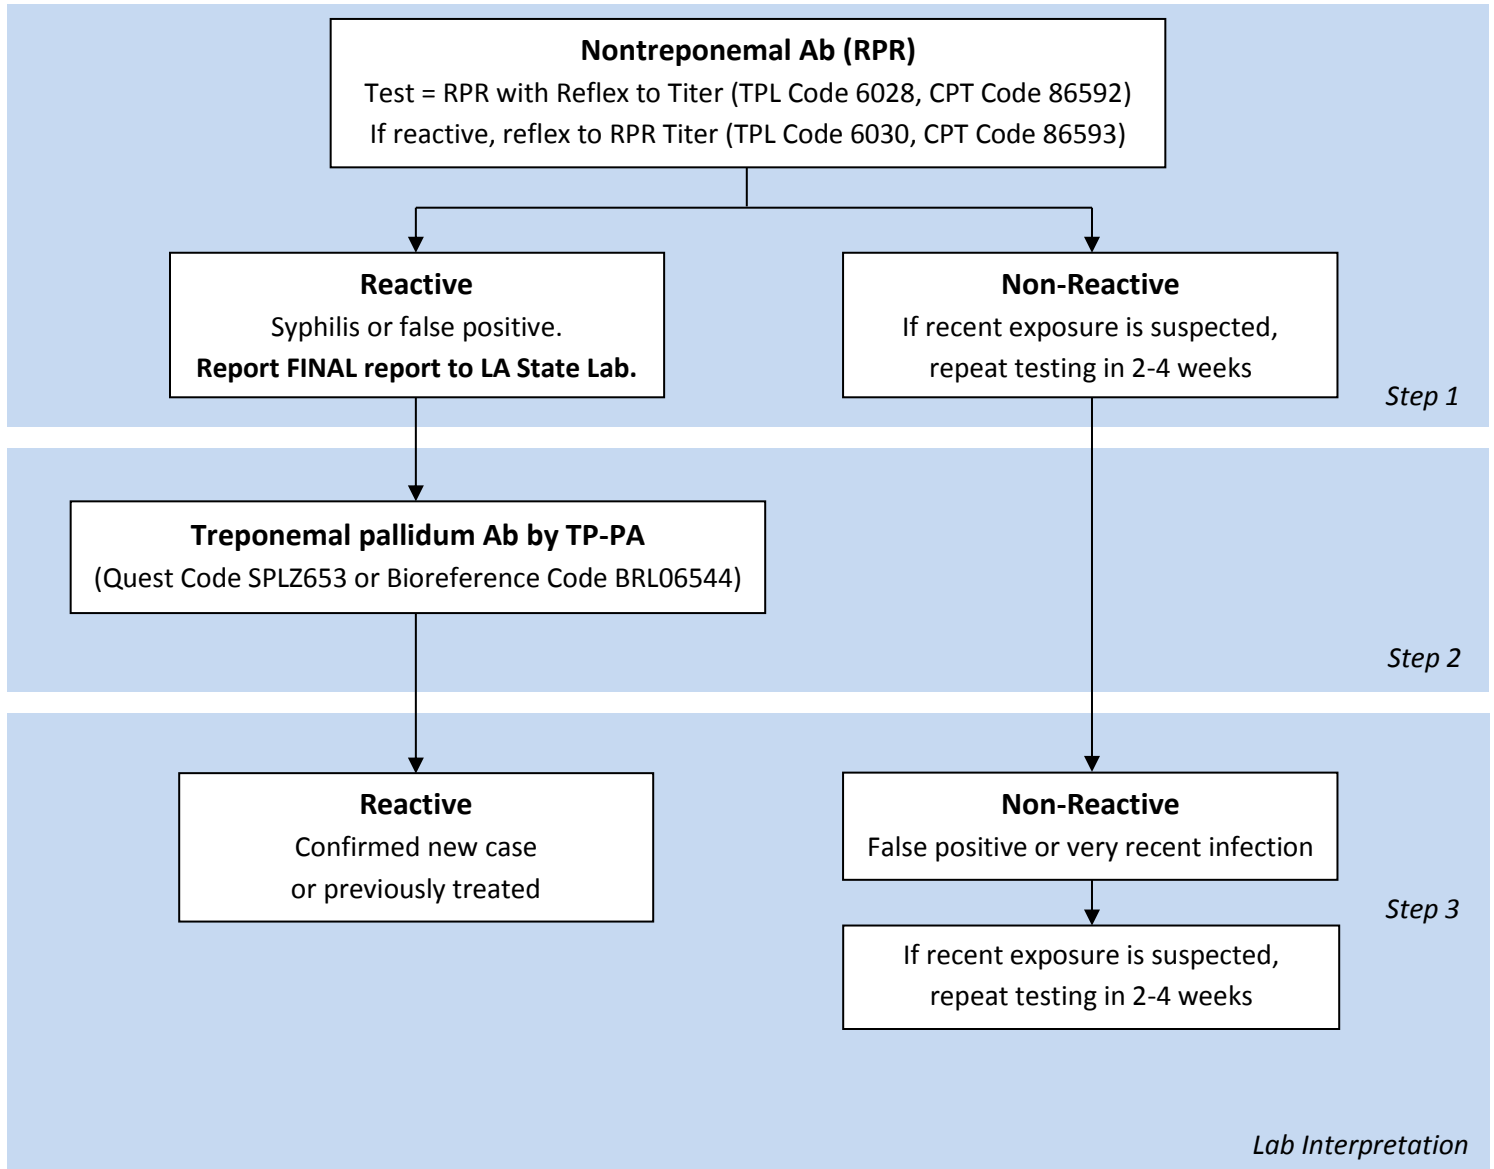 Nontreponemal Ab (RPR)
Test = RPR with Reflex to Titer (TPL Code 6028, CPT Code 86592)
If reactive, reflex to RPR Titer (TPL Code 6030, CPT Code 86593)
Reactive
Syphilis or false positive.
Report FINAL report to LA State Lab.
Non-Reactive
If recent exposure is suspected,
repeat testing in 2-4 weeks
Step 1
Treponemal pallidum Ab by TP-PA
(Quest Code SPLZ653 or Bioreference Code BRL06544)
Step 2
Reactive
Confirmed new case
or previously treated
Non-Reactive
False positive or very recent infection
If recent exposure is suspected,
repeat testing in 2-4 weeks
Step 3
Lab Interpretation